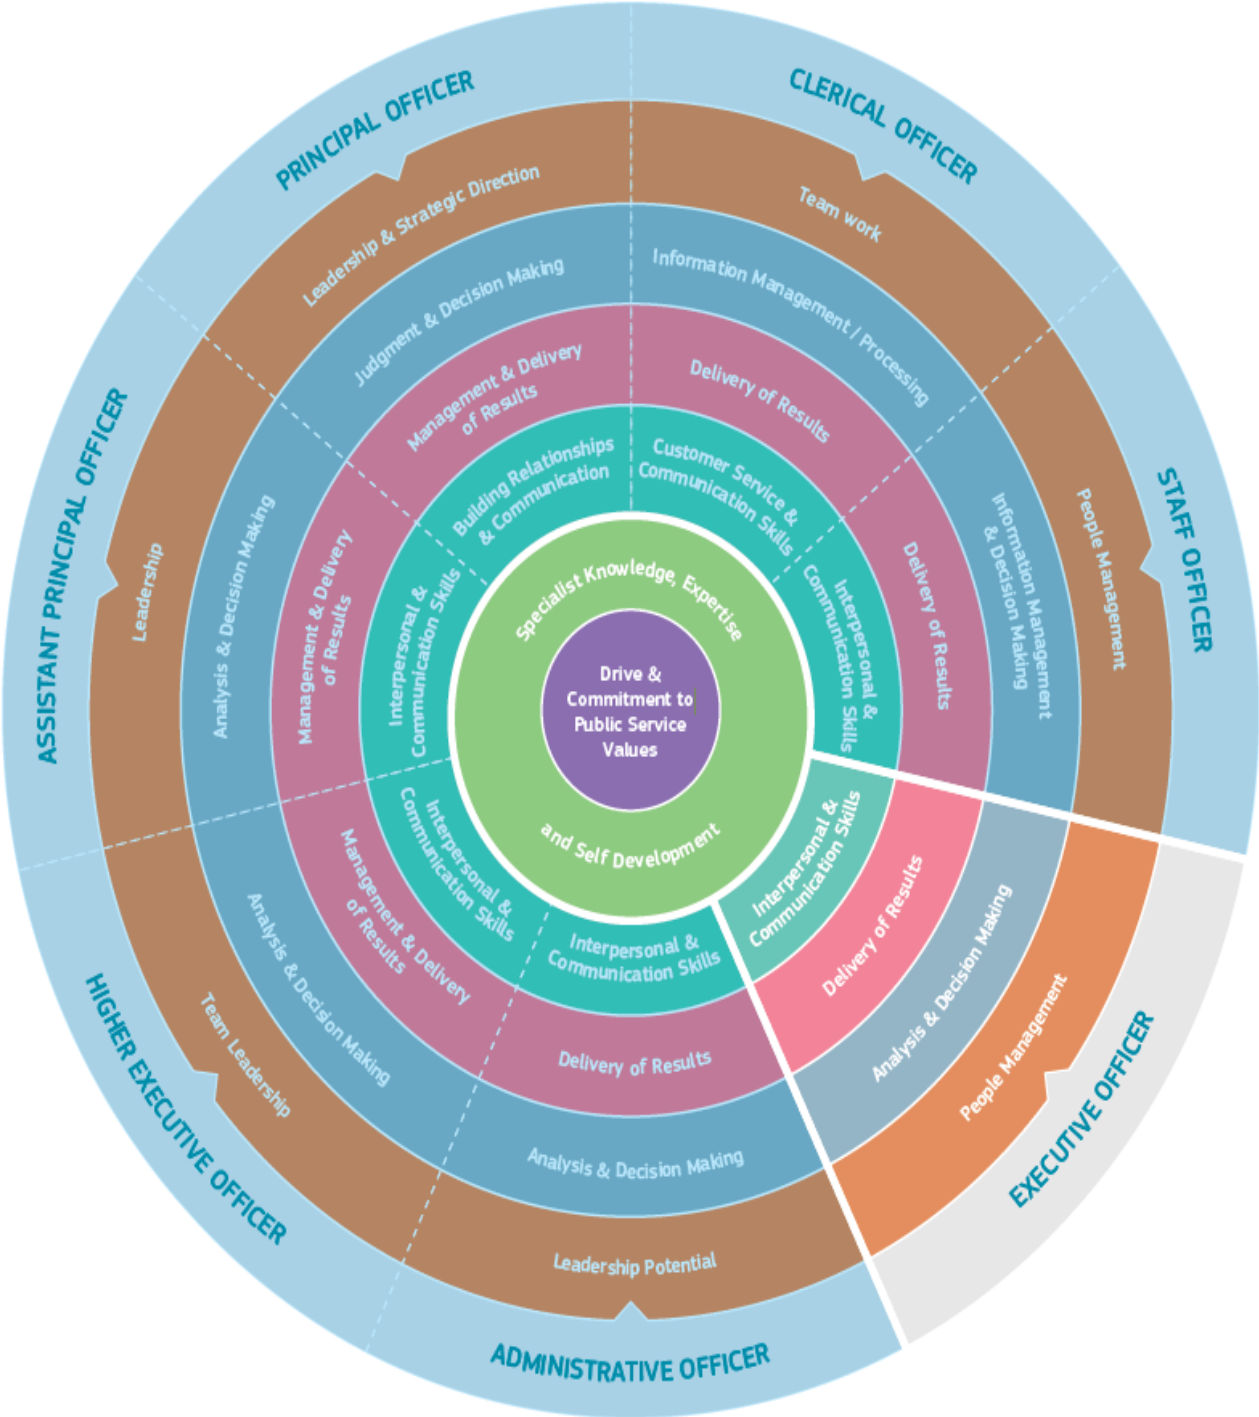 PRINCIPAL OFFICER
Leadership & Strategic Direction
Judgment & Decision Making
Management & Delivery
of Results
Building Relationships
& Communication
CLERICAL OFFICER
Team work
Information Management / Processing
Delivery of Results
Customer Service &
Communication Skills
STAFF OFFICER
People Management
Information Management
& Decision Making
Delivery of Results
Interpersonal &
Communication Skills
EXECUTIVE OFFICER
People Management
Analysis & Decision Making
Delivery of Results
Interpersonal &
Communication Skills
ADMINISTRATIVE OFFICER
Leadership Potential
Analysis & Decision Making
Delivery of Results
Interpersonal &
Communication Skills
HIGHER EXECUTIVE OFFICER
Team Leadership
Analysis & Decision Making
Management & Delivery
of Results
Interpersonal &
Communication Skills
ASSISTANT PRINCIPAL OFFICER
Leadership
Analysis & Decision Making
Management & Delivery
of Results
Interpersonal &
Communication Skills
Specialist Knowledge, Expertise
and Self Development
Drive &
Commitment to
Public Service
Values